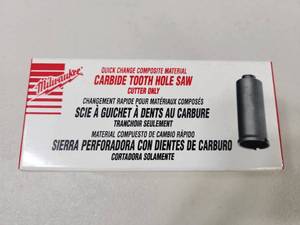 Milwaukee
QUICK CHANGE COMPOSITE MATERIAL
CARBIDE TOOTH HOLE SAW
CUTTER ONLY
CHANGEMENT RAPIDE POUR MATÉRIAUX COMPOSÉS
SCIE À GUICHET À DENTS AU CARBURE
TRANCHOIR SEULEMENT
MATERIAL COMPUESTO DE CAMBIO RÁPIDO
SIERRA PERFORADORA CON DIENTES DE CARBURO
CORTADORA SOLAMENTE